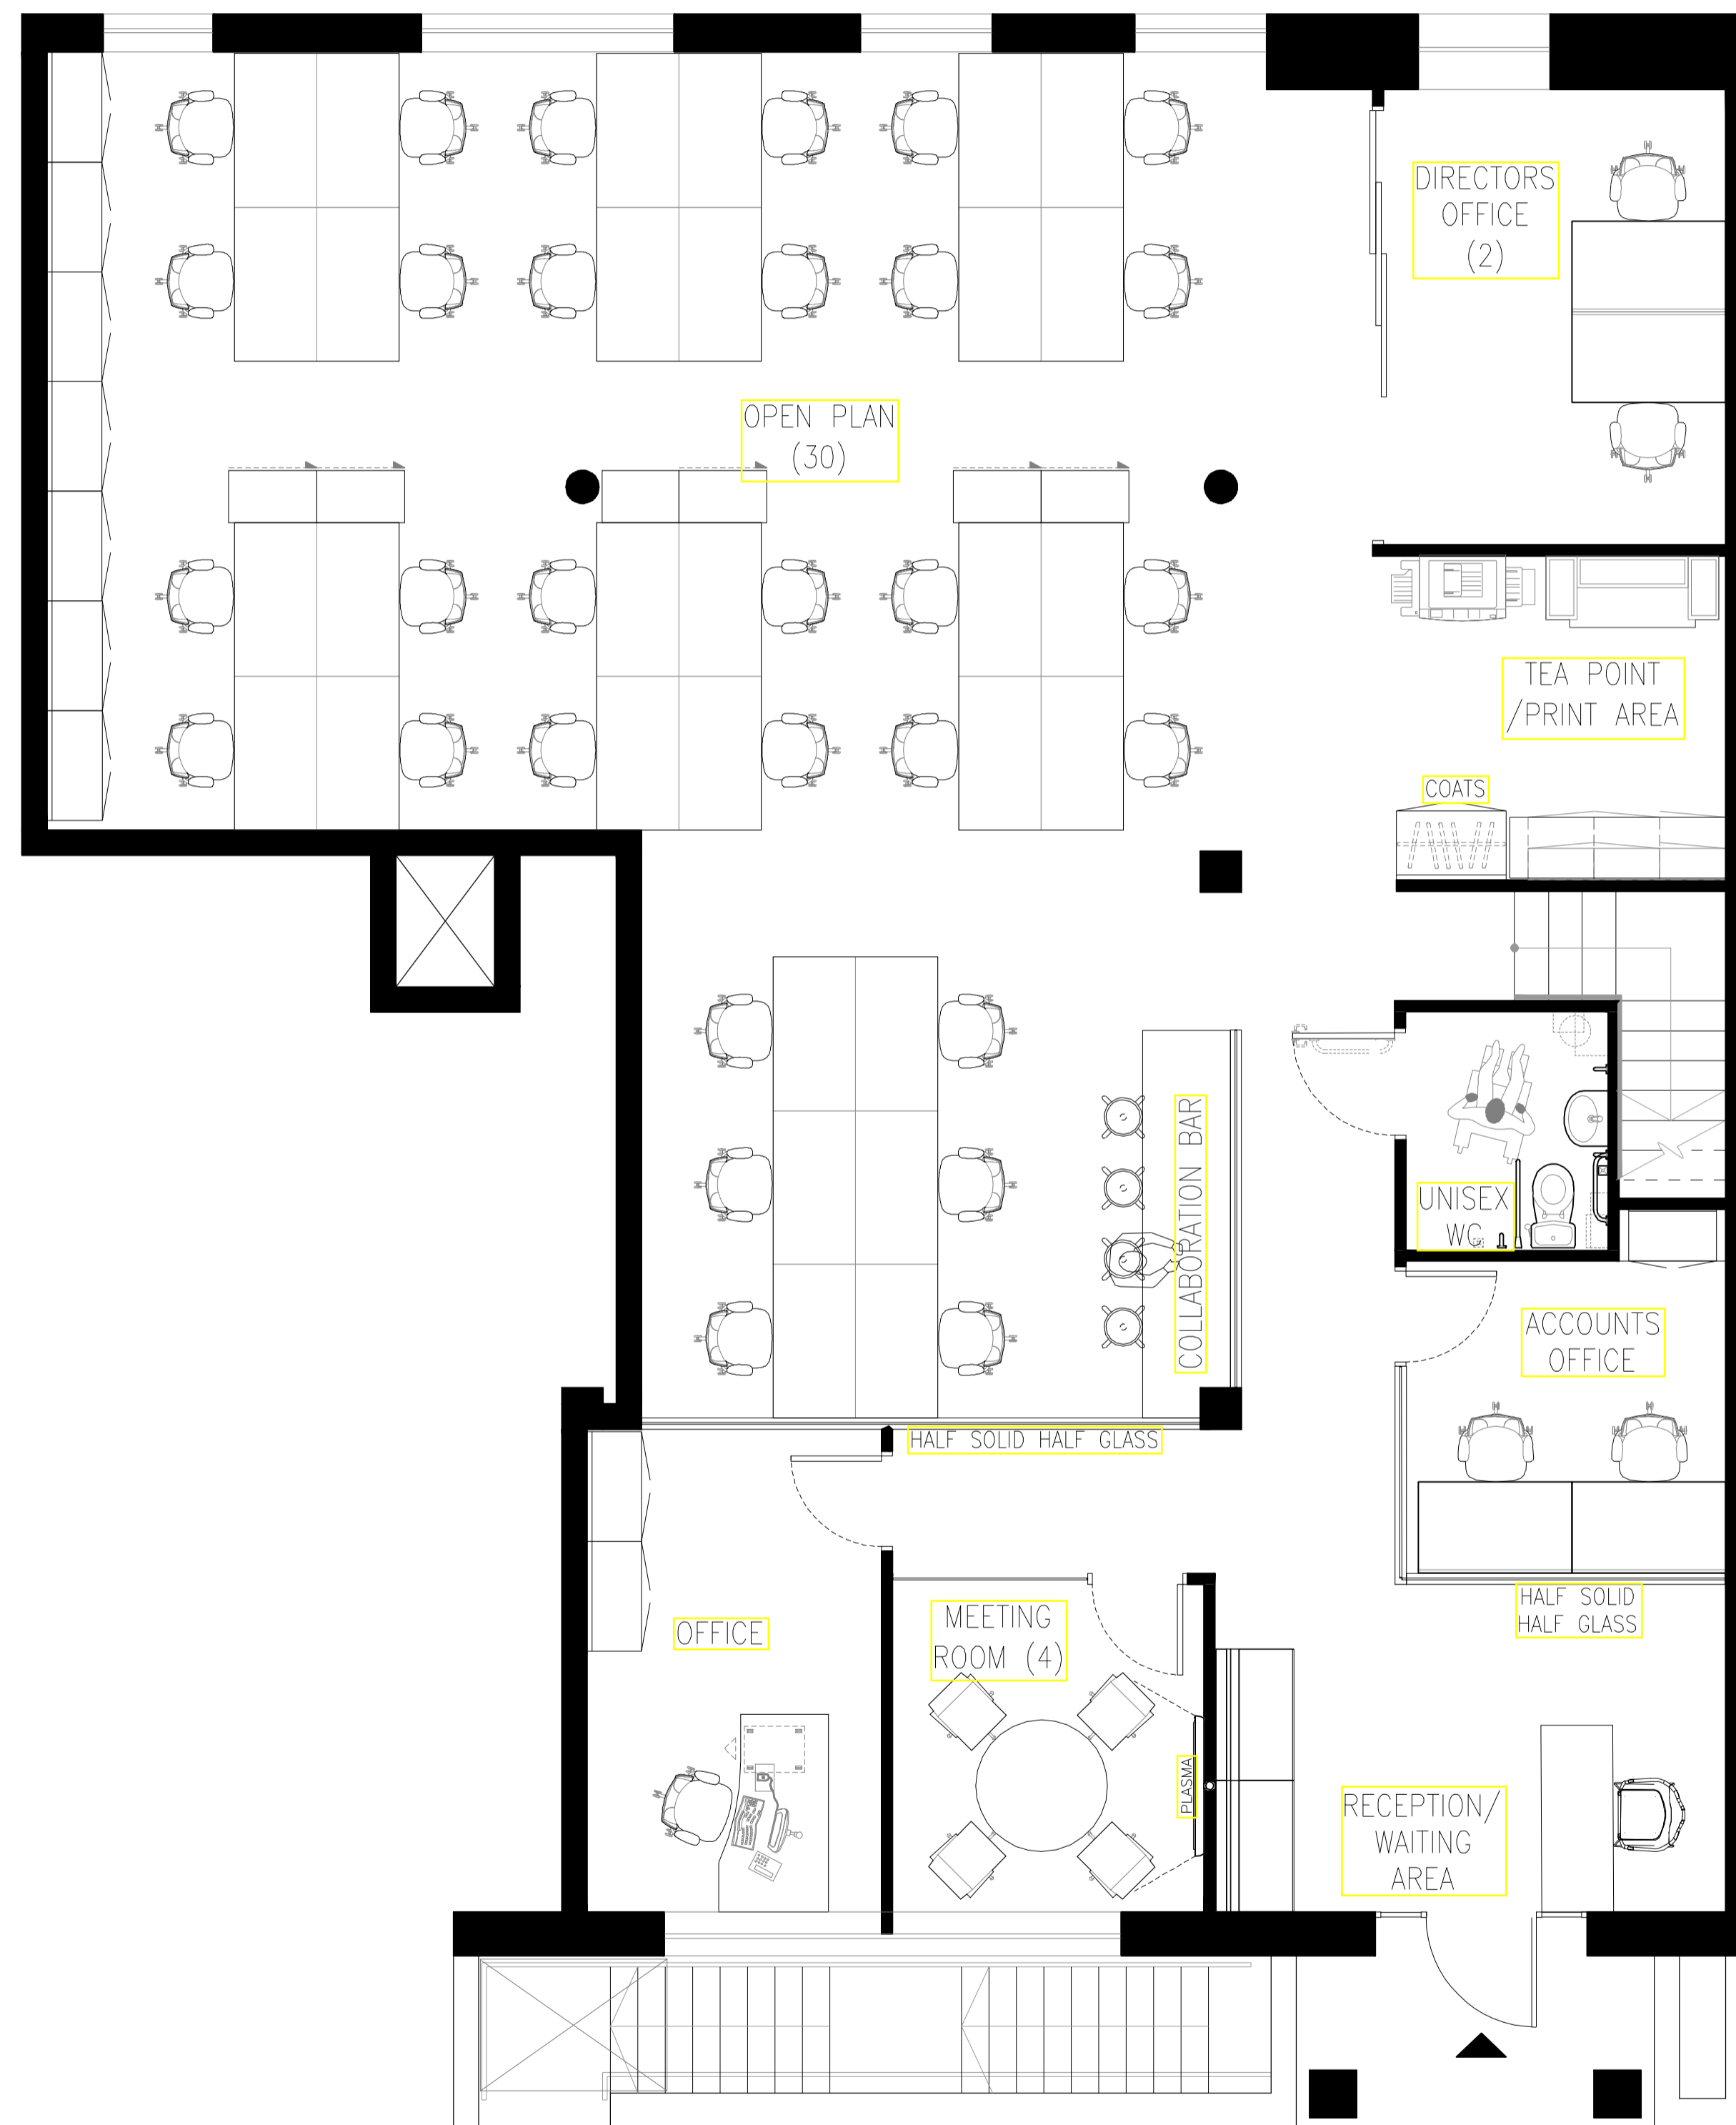 DIRECTORS
OFFICE
(2)
OPEN PLAN
(30)
TEA POINT
/PRINT AREA
COATS
COLLABORATION BAR
UNISEX
WC
ACCOUNTS
OFFICE
HALF SOLID HALF GLASS
HALF SOLID
HALF GLASS
OFFICE
MEETING
ROOM (4)
PLASMA
RECEPTION/
WAITING
AREA